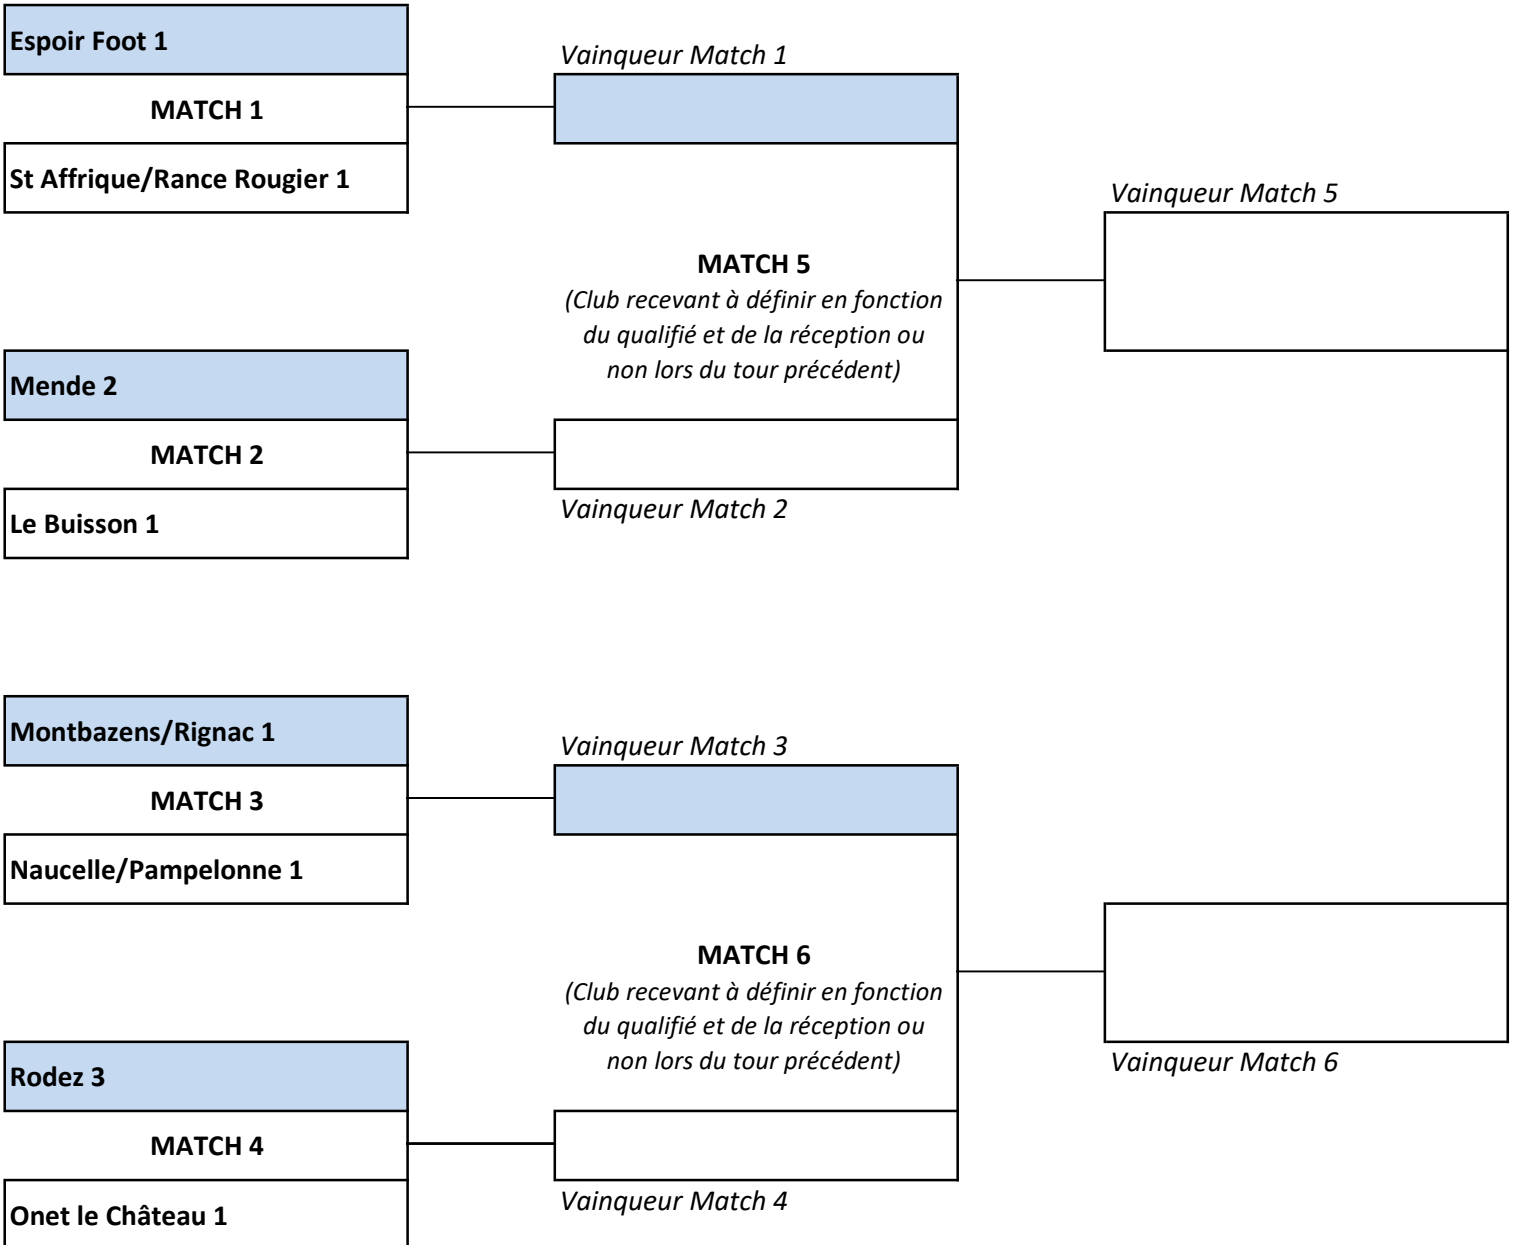 Espoir Foot 1
MATCH 1
St Affrique/Rance Rougier 1
Mende 2
MATCH 2
Le Buisson 1
Montbazens/Rignac 1
MATCH 3
Naucelle/Pampelonne 1
Rodez 3
MATCH 4
Onet le Château 1
Vainqueur Match 1
MATCH 5
(Club recevant à définir en fonction
du qualifié et de la réception ou
non lors du tour précédent)
Vainqueur Match 2
Vainqueur Match 3
MATCH 6
(Club recevant à définir en fonction
du qualifié et de la réception ou
non lors du tour précédent)
Vainqueur Match 4
Vainqueur Match 5
Vainqueur Match 6